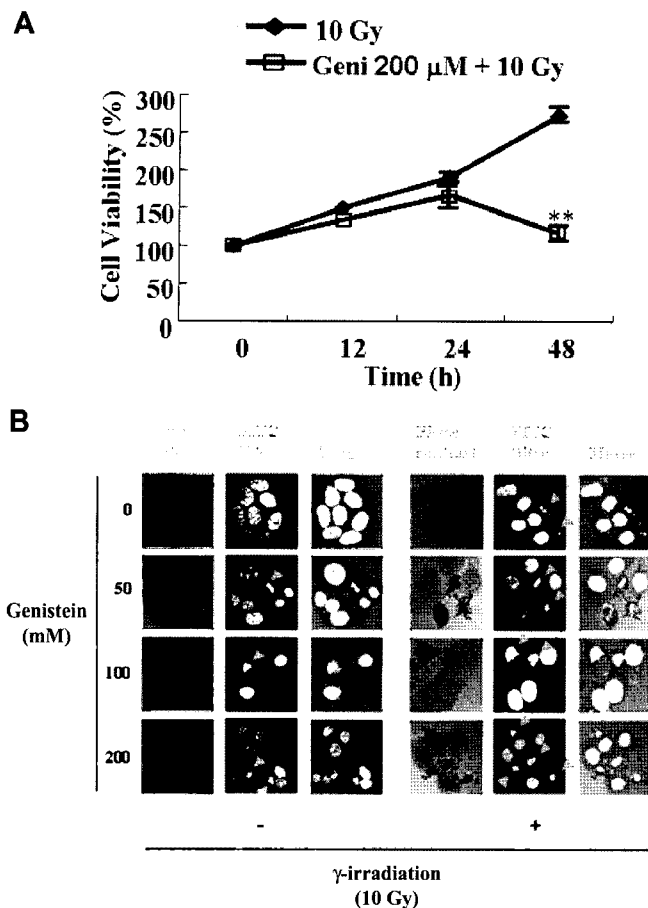 A
10 Gy
Geni 200 µM + 10 Gy
Cell Viability (%)
300
250
200
150
100
50
0
**
0 12 24 48
Time (h)
B
Merge
Genistein
(mM)
0
50
100
200
- +
γ-irradiation
(10 Gy)